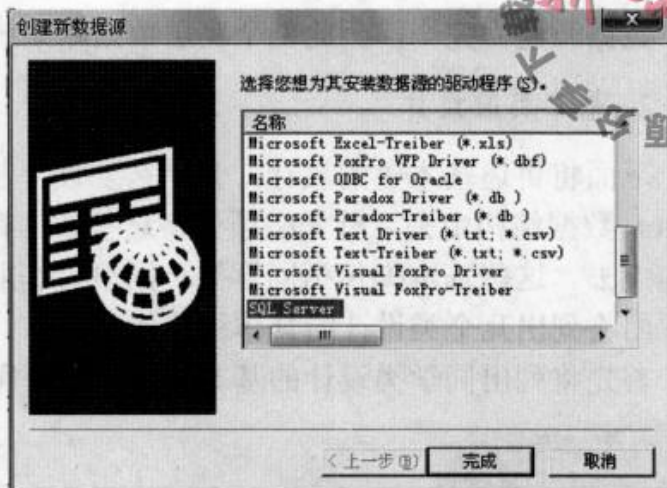 创建新数据源
选择您想为其安装数据源的驱动程序(S)。
名称
Microsoft Excel-Treiber (*.xls)
Microsoft FoxPro VFP Driver (*.dbf)
Microsoft ODBC for Oracle
Microsoft Paradox Driver (*.db )
Microsoft Paradox-Treiber (*.db )
Microsoft Text Driver (*.txt; *.csv)
Microsoft Text-Treiber (*.txt; *.csv)
Microsoft Visual FoxPro Driver
Microsoft Visual FoxPro-Treiber
SQL Server
< 上一步(B)
完成
取消